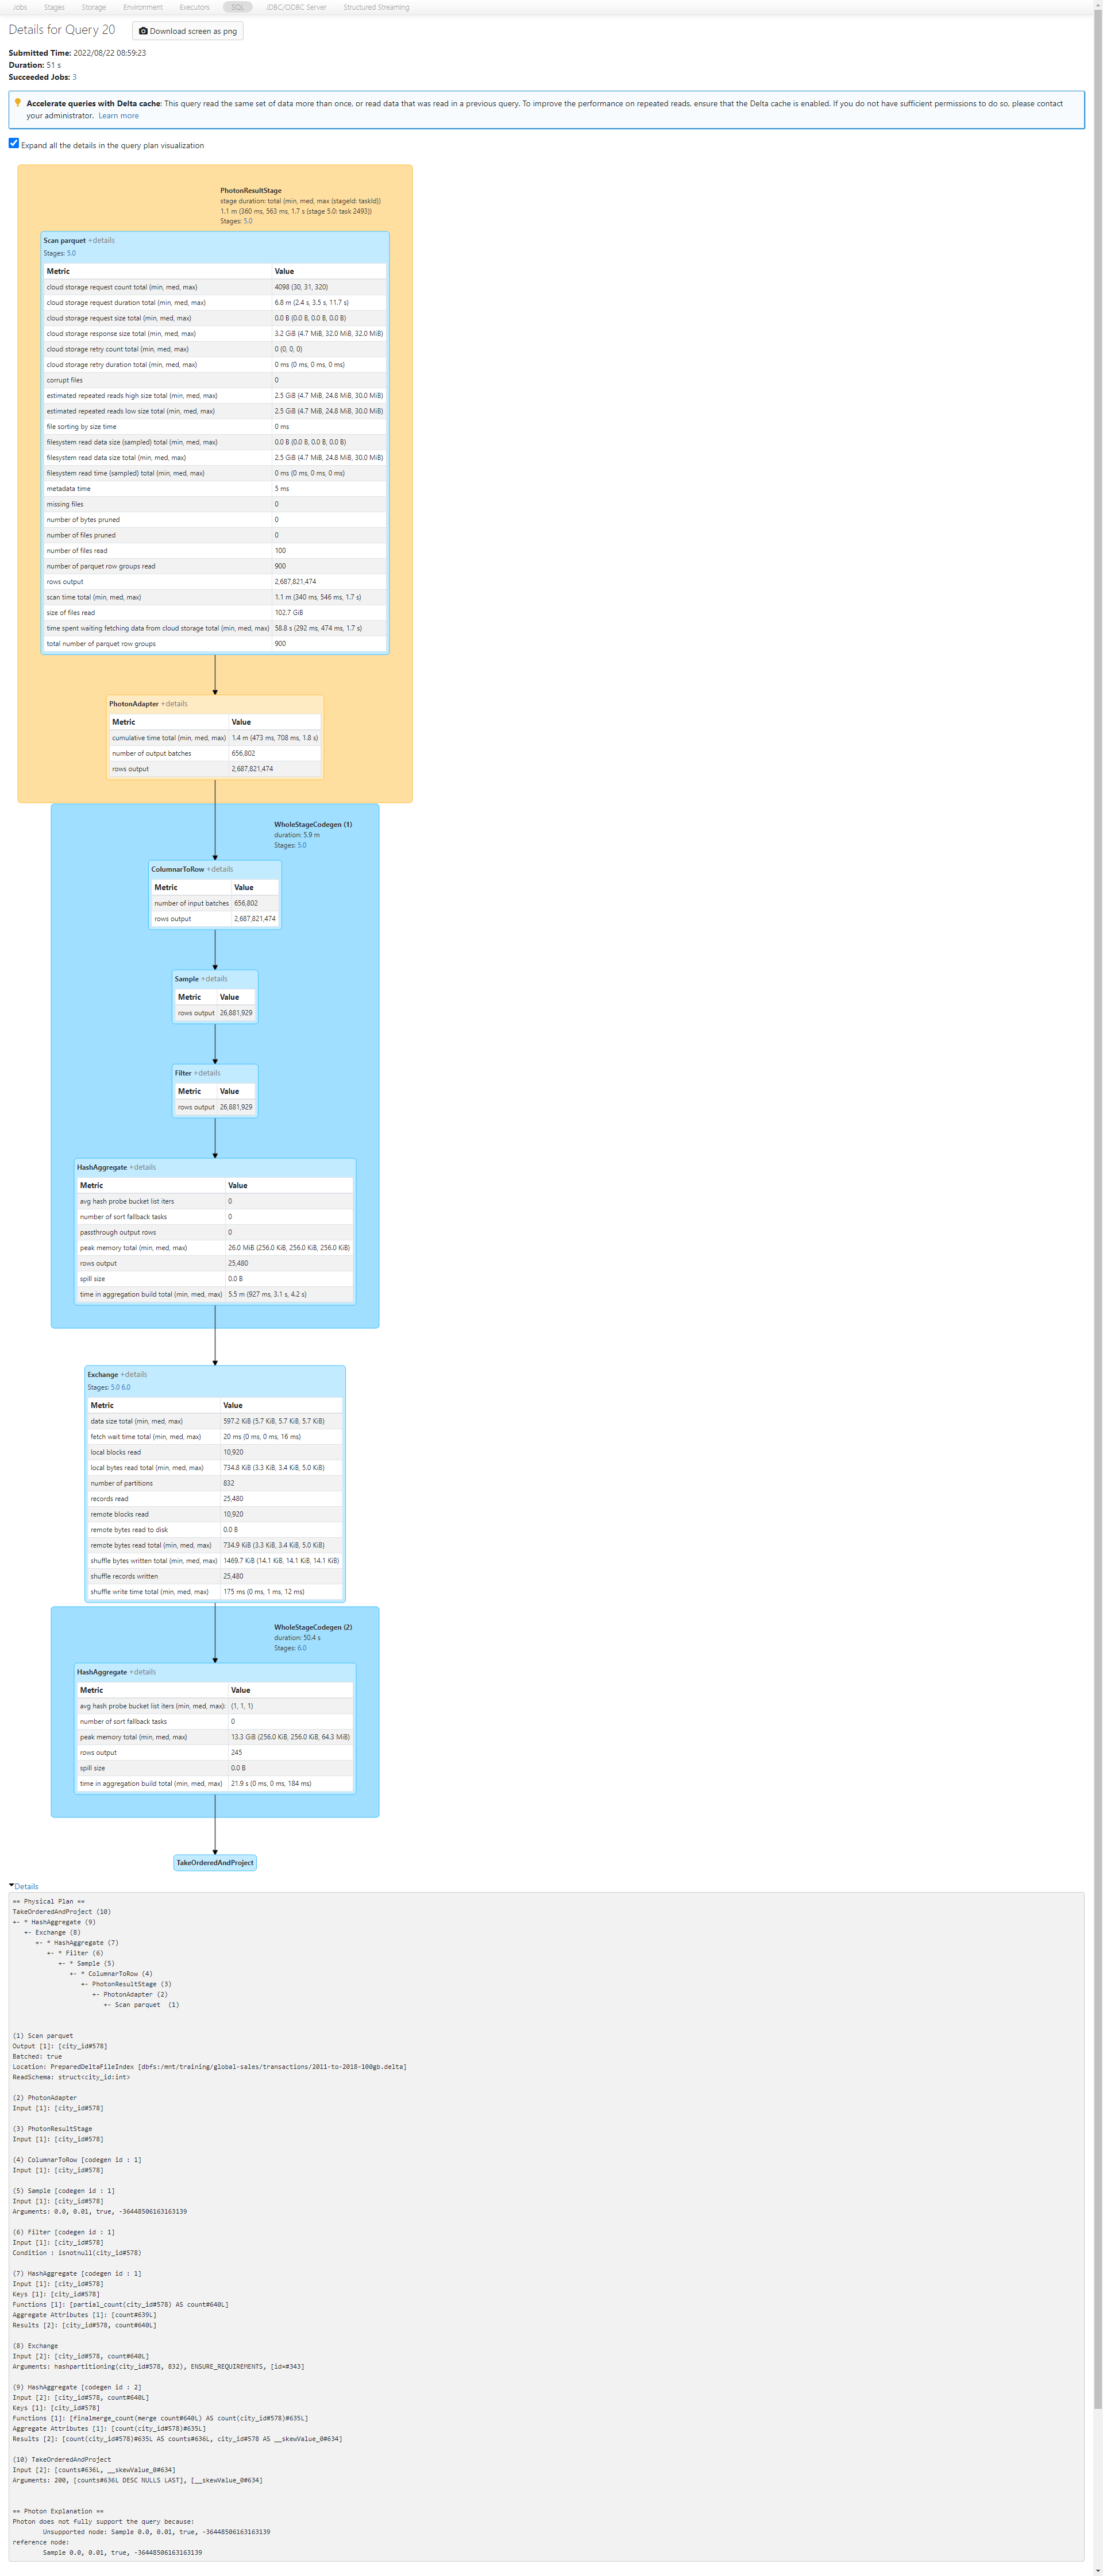 Jobs Stages Storage Environment Executors SQL JDBC/ODBC Server Structured Streaming
Details for Query 20 Download screen as png
Submitted Time: 2022/08/22 08:59:23
Duration: 51 s
Succeeded Jobs: 3
Accelerate queries with Delta cache: This query read the same set of data more than once, or read data that was read in a previous query. To improve the performance on repeated reads, ensure that the Delta cache is enabled. If you do not have sufficient permissions to do so, please contact
your administrator. Learn more
Expand all the details in the query plan visualization
PhotonResultStage
stage duration: total (min, med, max (stageId: taskId))
1.1 m (360 ms, 563 ms, 1.7 s (stage 5.0: task 2493))
Stages: 5.0
Scan parquet +details
Stages: 5.0
Metric Value
cloud storage request count total (min, med, max) 4098 (30, 31, 320)
cloud storage request duration total (min, med, max) 6.8 m (2.4 s, 3.5 s, 11.7 s)
cloud storage request size total (min, med, max) 0.0 B (0.0 B, 0.0 B, 0.0 B)
cloud storage response size total (min, med, max) 3.2 GiB (4.7 MiB, 32.0 MiB, 32.0 MiB)
cloud storage retry count total (min, med, max) 0 (0, 0, 0)
cloud storage retry duration total (min, med, max) 0 ms (0 ms, 0 ms, 0 ms)
corrupt files 0
estimated repeated reads high size total (min, med, max) 2.5 GiB (4.7 MiB, 24.8 MiB, 30.0 MiB)
estimated repeated reads low size total (min, med, max) 2.5 GiB (4.7 MiB, 24.8 MiB, 30.0 MiB)
file sorting by size time 0 ms
filesystem read data size (sampled) total (min, med, max) 0.0 B (0.0 B, 0.0 B, 0.0 B)
filesystem read data size total (min, med, max) 2.5 GiB (4.7 MiB, 24.8 MiB, 30.0 MiB)
filesystem read time (sampled) total (min, med, max) 0 ms (0 ms, 0 ms, 0 ms)
metadata time 5 ms
missing files 0
number of bytes pruned 0
number of files pruned 0
number of files read 100
number of parquet row groups read 900
rows output 2,687,821,474
scan time total (min, med, max) 1.1 m (340 ms, 546 ms, 1.7 s)
size of files read 102.7 GiB
time spent waiting fetching data from cloud storage total (min, med, max) 58.8 s (292 ms, 474 ms, 1.7 s)
total number of parquet row groups 900
PhotonAdapter +details
Metric Value
cumulative time total (min, med, max) 1.4 m (473 ms, 708 ms, 1.8 s)
number of output batches 656,802
rows output 2,687,821,474
WholeStageCodegen (1)
duration: 5.9 m
Stages: 5.0
ColumnarToRow +details
Metric Value
number of input batches 656,802
rows output 2,687,821,474
Sample +details
Metric Value
rows output 26,881,929
Filter +details
Metric Value
rows output 26,881,929
HashAggregate +details
Metric Value
avg hash probe bucket list iters 0
number of sort fallback tasks 0
passthrough output rows 0
peak memory total (min, med, max) 26.0 MiB (256.0 KiB, 256.0 KiB, 256.0 KiB)
rows output 25,480
spill size 0.0 B
time in aggregation build total (min, med, max) 5.5 m (927 ms, 3.1 s, 4.2 s)
Exchange +details
Stages: 5.0 6.0
Metric Value
data size total (min, med, max) 597.2 KiB (5.7 KiB, 5.7 KiB, 5.7 KiB)
fetch wait time total (min, med, max) 20 ms (0 ms, 0 ms, 16 ms)
local blocks read 10,920
local bytes read total (min, med, max) 734.8 KiB (3.3 KiB, 3.4 KiB, 5.0 KiB)
number of partitions 832
records read 25,480
remote blocks read 10,920
remote bytes read to disk 0.0 B
remote bytes read total (min, med, max) 734.9 KiB (3.3 KiB, 3.4 KiB, 5.0 KiB)
shuffle bytes written total (min, med, max) 1469.7 KiB (14.1 KiB, 14.1 KiB, 14.1 KiB)
shuffle records written 25,480
shuffle write time total (min, med, max) 175 ms (0 ms, 1 ms, 12 ms)
WholeStageCodegen (2)
duration: 50.4 s
Stages: 6.0
HashAggregate +details
Metric Value
avg hash probe bucket list iters (min, med, max): (1, 1, 1)
number of sort fallback tasks 0
peak memory total (min, med, max) 13.3 GiB (256.0 KiB, 256.0 KiB, 64.3 MiB)
rows output 245
spill size 0.0 B
time in aggregation build total (min, med, max) 21.9 s (0 ms, 0 ms, 184 ms)
TakeOrderedAndProject
Details
== Physical Plan ==
TakeOrderedAndProject (10)
+- * HashAggregate (9)
+- Exchange (8)
+- * HashAggregate (7)
+- * Filter (6)
+- * Sample (5)
+- * ColumnarToRow (4)
+- PhotonResultStage (3)
+- PhotonAdapter (2)
+- Scan parquet (1)
(1) Scan parquet
Output [1]: [city_id#578]
Batched: true
Location: PreparedDeltaFileIndex [dbfs:/mnt/training/global-sales/transactions/2011-to-2018-100gb.delta]
ReadSchema: struct<city_id:int>
(2) PhotonAdapter
Input [1]: [city_id#578]
(3) PhotonResultStage
Input [1]: [city_id#578]
(4) ColumnarToRow [codegen id : 1]
Input [1]: [city_id#578]
(5) Sample [codegen id : 1]
Input [1]: [city_id#578]
Arguments: 0.0, 0.01, true, -36448506163163139
(6) Filter [codegen id : 1]
Input [1]: [city_id#578]
Condition : isnotnull(city_id#578)
(7) HashAggregate [codegen id : 1]
Input [1]: [city_id#578]
Keys [1]: [city_id#578]
Functions [1]: [partial_count(city_id#578) AS count#640L]
Aggregate Attributes [1]: [count#639L]
Results [2]: [city_id#578, count#640L]
(8) Exchange
Input [2]: [city_id#578, count#640L]
Arguments: hashpartitioning(city_id#578, 832), ENSURE_REQUIREMENTS, [id=#343]
(9) HashAggregate [codegen id : 2]
Input [2]: [city_id#578, count#640L]
Keys [1]: [city_id#578]
Functions [1]: [finalmerge_count(merge count#640L) AS count(city_id#578)#635L]
Aggregate Attributes [1]: [count(city_id#578)#635L]
Results [2]: [count(city_id#578)#635L AS counts#636L, city_id#578 AS __skewValue_0#634]
(10) TakeOrderedAndProject
Input [2]: [counts#636L, __skewValue_0#634]
Arguments: 200, [counts#636L DESC NULLS LAST], [__skewValue_0#634]
== Photon Explanation ==
Photon does not fully support the query because:
Unsupported node: Sample 0.0, 0.01, true, -36448506163163139
reference node:
Sample 0.0, 0.01, true, -36448506163163139